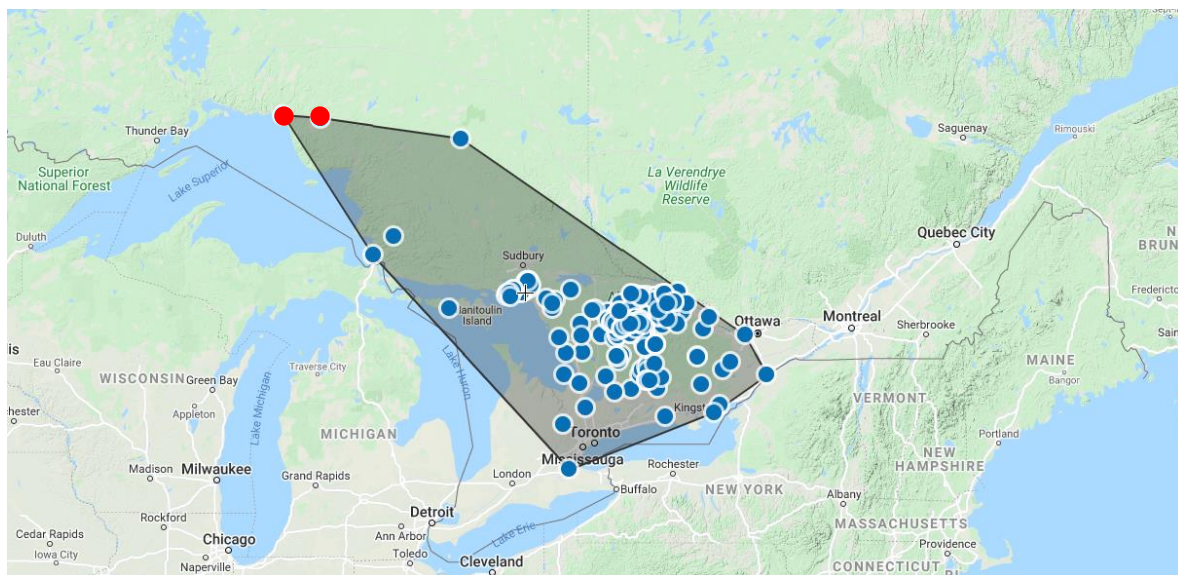 Thunder Bay
Superior
National Forest
Lake Superior
Duluth
La Verendrye
Wildlife
Reserve
Saguenay
Rimouski
Quebec City
BRUN
Fredericto
Sudbury
Island
Ottawa
Montreal
Sherbrooke
MAINE
Bangor
Eau Claire
WISCONSIN
Green Bay
Appleton
Traverse City
Lake Huron
Lake Michigan
MICHIGAN
VERMONT
Portland
NEW
HAMPSHIRE
Toronto
Mississauga
Rochester
Madison
Milwaukee
Grand Rapids
London
Buffalo
NEW YORK
Albany
Rockford
Detroit
Ann Arbor
MASSACHUSETTS
Cedar Rapids
Iowa City
Chicago
Naperville
Toledo
Lake Erie
Cleveland
Providence
CONNECTICUT